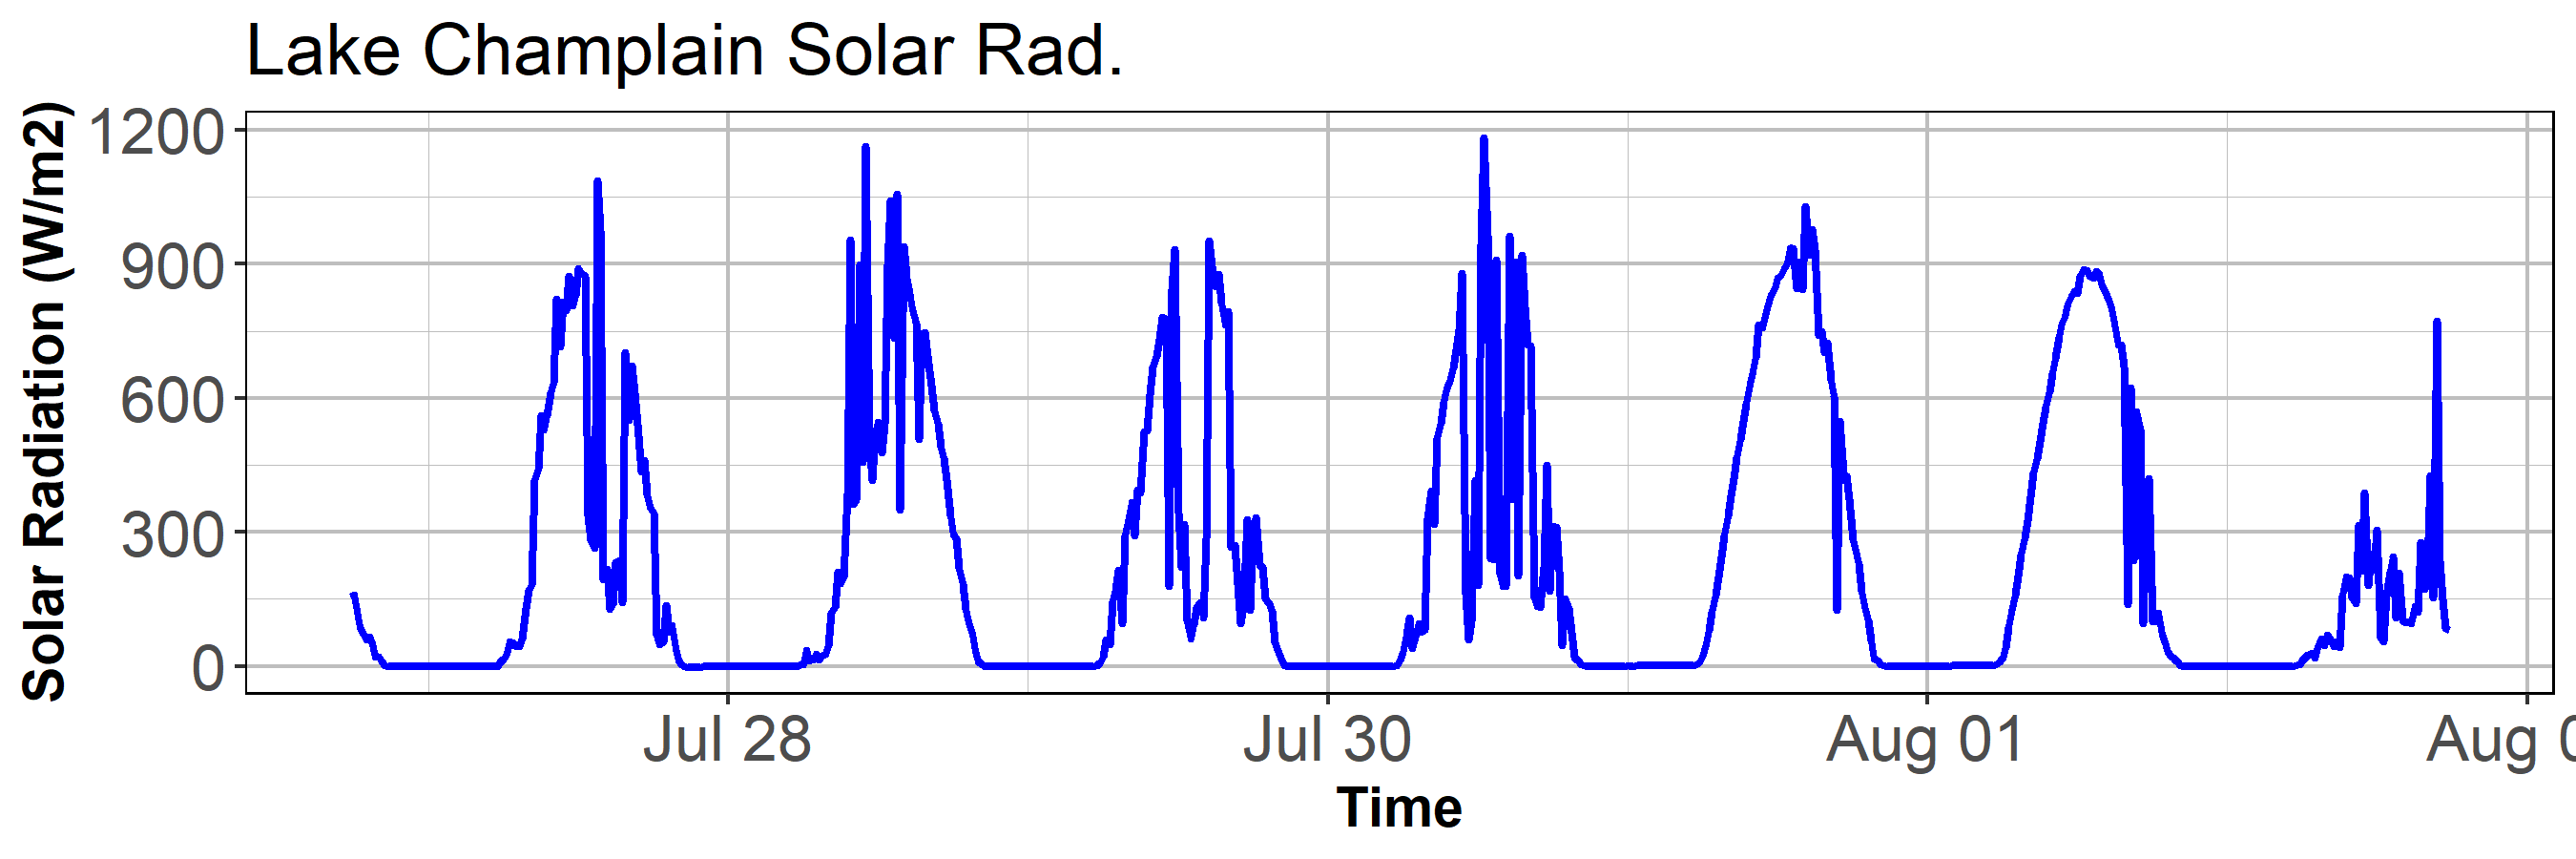 Lake Champlain Solar Rad.
Solar Radiation (W/m2)
1200
900
600
300
0
Jul 28 Jul 30 Aug 01 Aug
Time